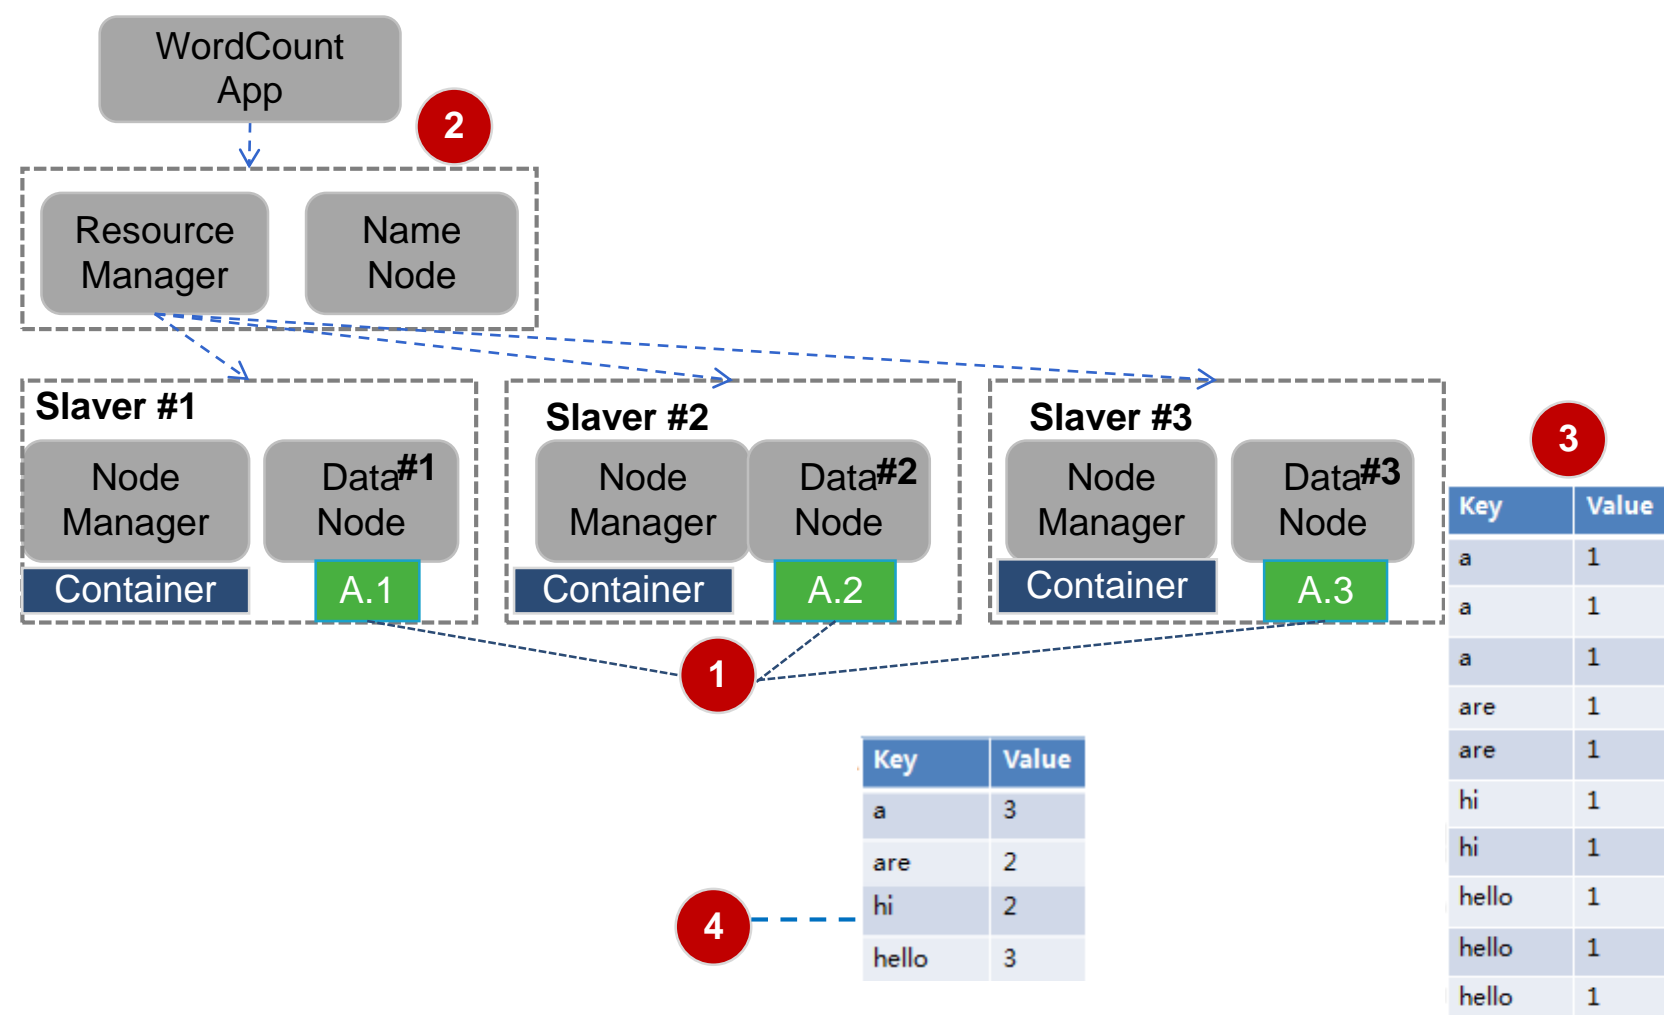 WordCount
App
2
Resource
Manager
Name
Node
Slaver #1
Node
Manager
Data#1
Node
Container
A.1
Slaver #2
Node
Manager
Data#2
Node
Container
A.2
Slaver #3
Node
Manager
Data#3
Node
Container
A.3
1
3
Key Value
a 1
a 1
a 1
are 1
are 1
hi 1
hi 1
hello 1
hello 1
hello 1
4
Key Value
a 3
are 2
hi 2
hello 3